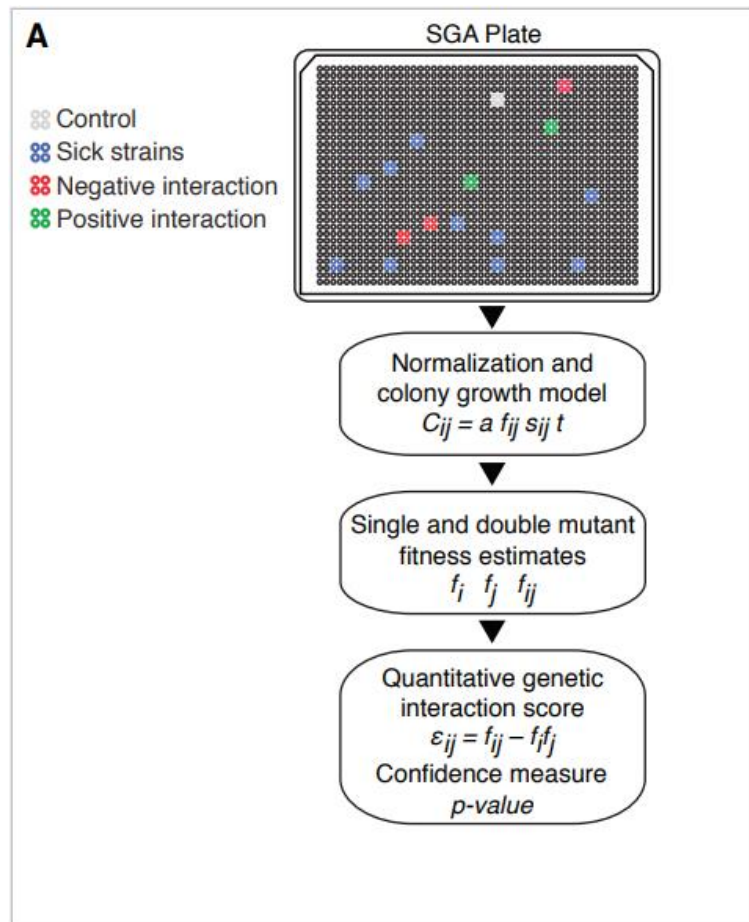 A
SGA Plate
Control
Sick strains
Negative interaction
Positive interaction
Normalization and
colony growth model
Cij = a fij sij t
Single and double mutant
fitness estimates
fi fj fij
Quantitative genetic
interaction score
εij = fij – fifj
Confidence measure
p-value